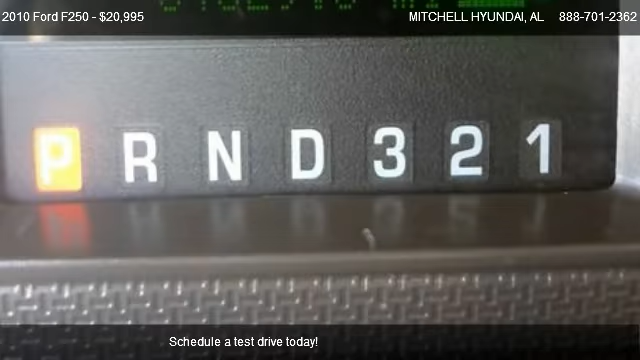 2010 Ford F250 - $20,995 MITCHELL HYUNDAI, AL 888-701-2362
P R N D 3 2 1
Schedule a test drive today!